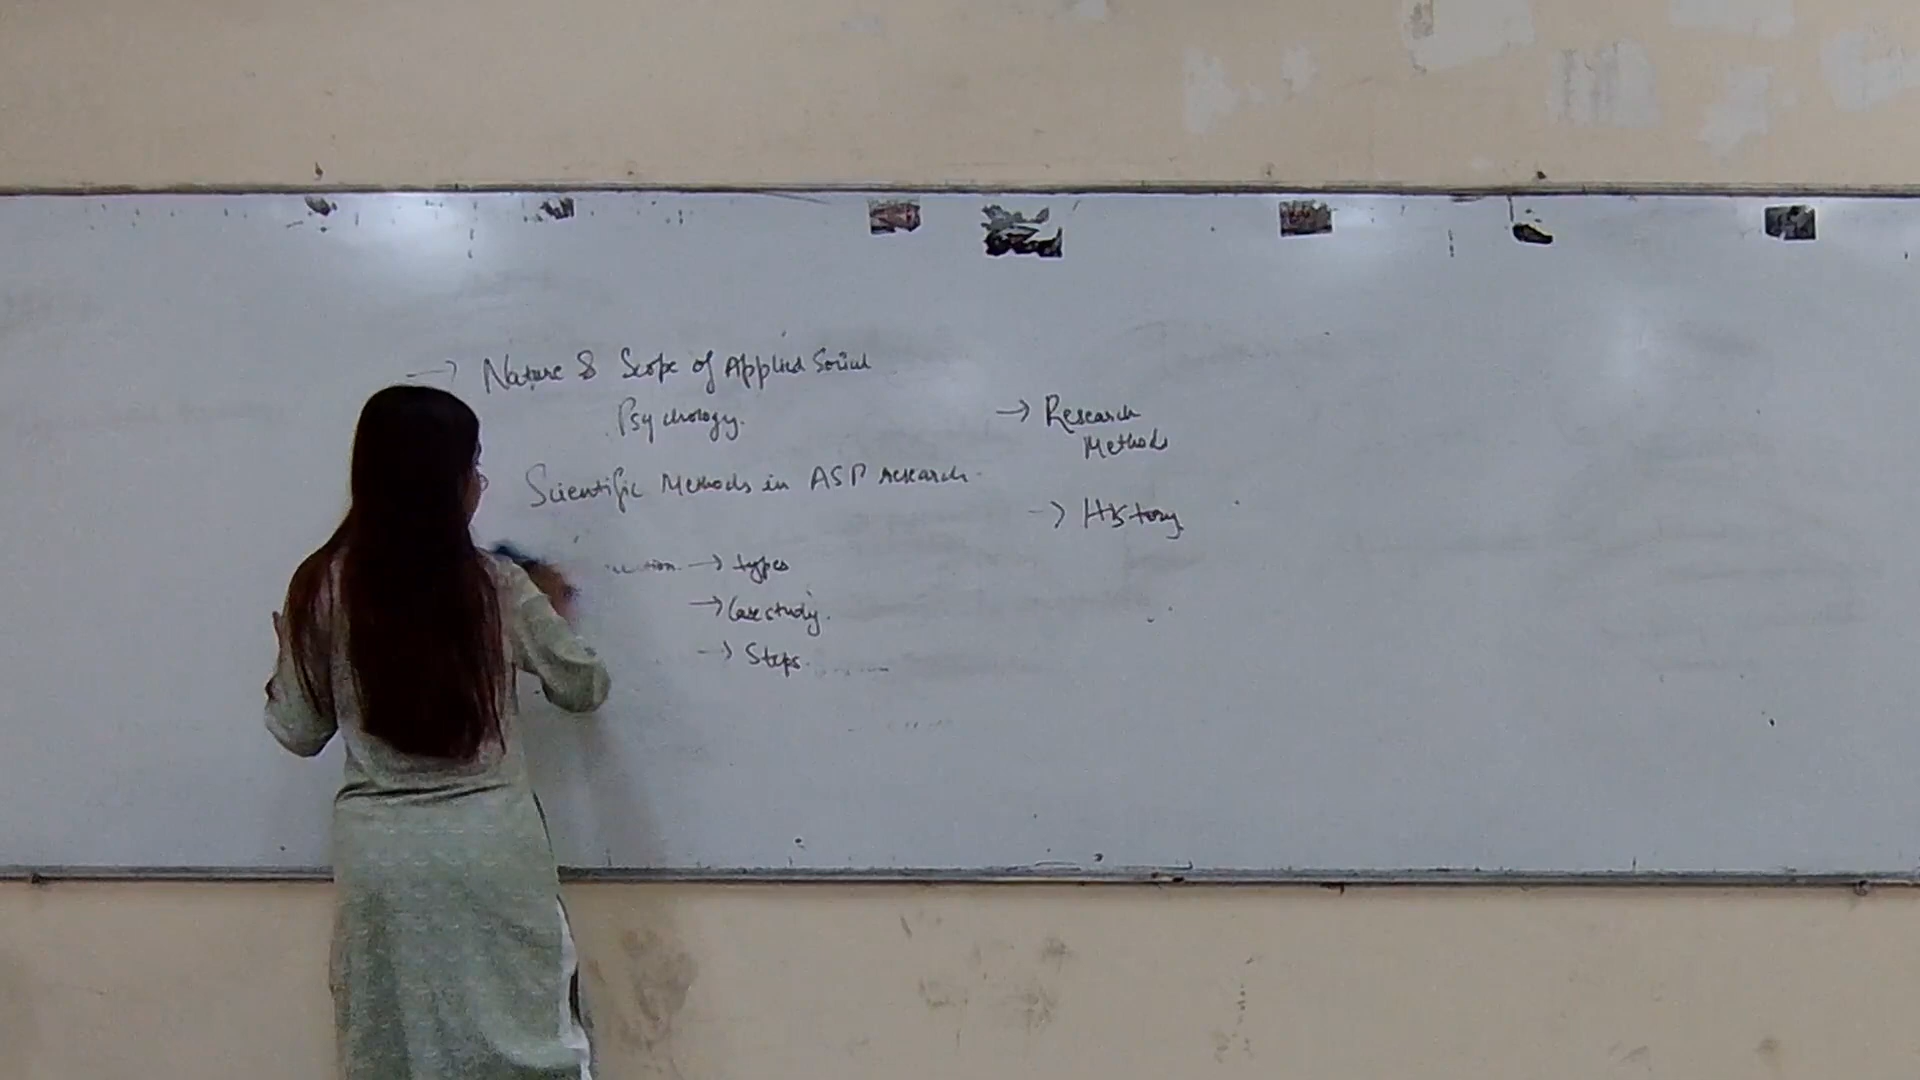 → Nature & Scope of Applied Social
Psychology.
Scientific Methods in ASP research.
→ types
→ Case study.
→ Steps
→ Research
Methods
→ History